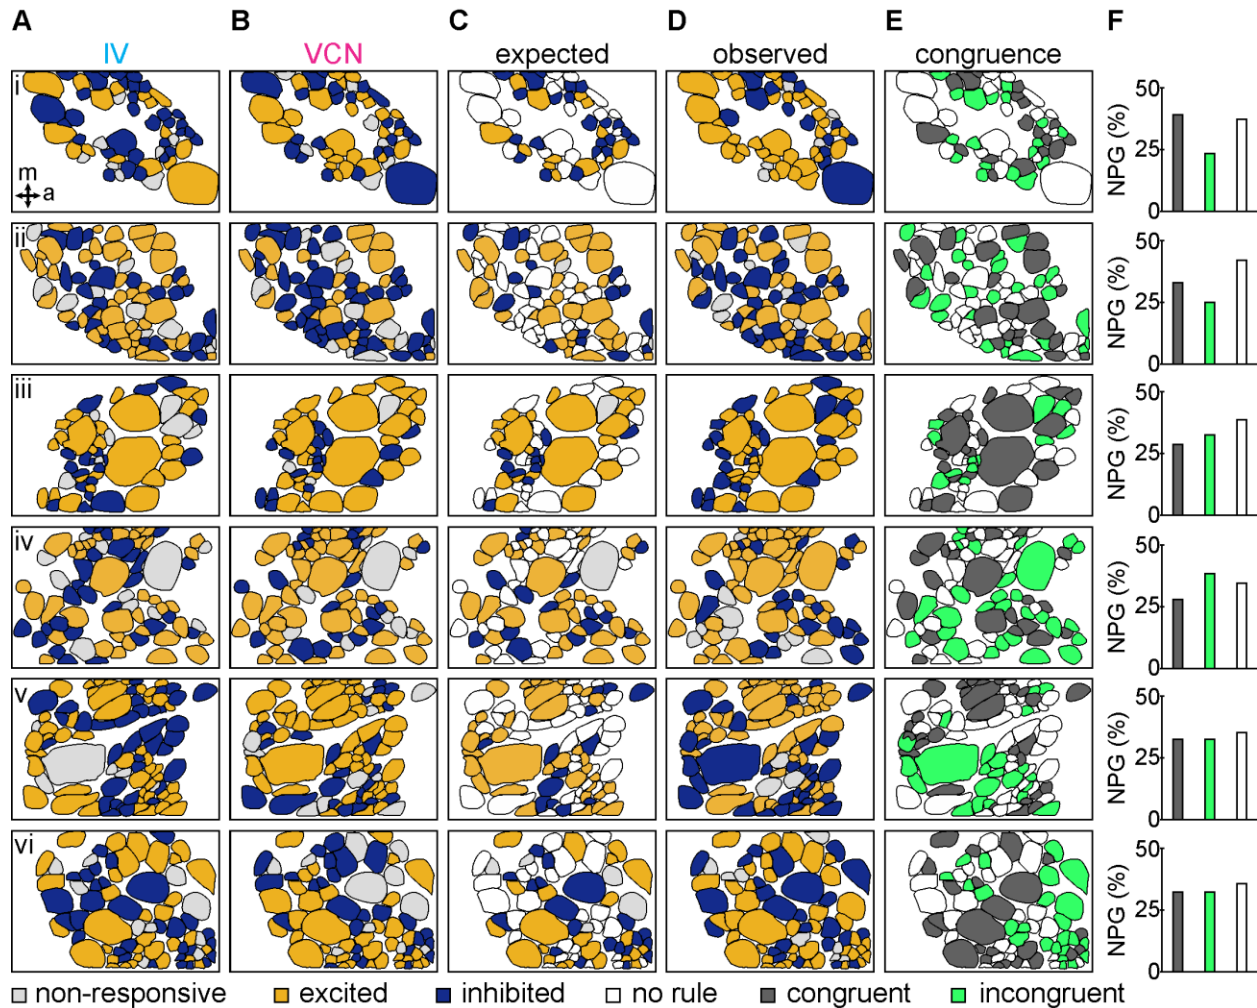 A B C D E F
IV VCN expected observed congruence
i
m
a
50
25
0
NPG (%)
ii
50
25
0
NPG (%)
iii
50
25
0
NPG (%)
iv
50
25
0
NPG (%)
v
50
25
0
NPG (%)
vi
50
25
0
NPG (%)
non-responsive excited inhibited no rule congruent incongruent